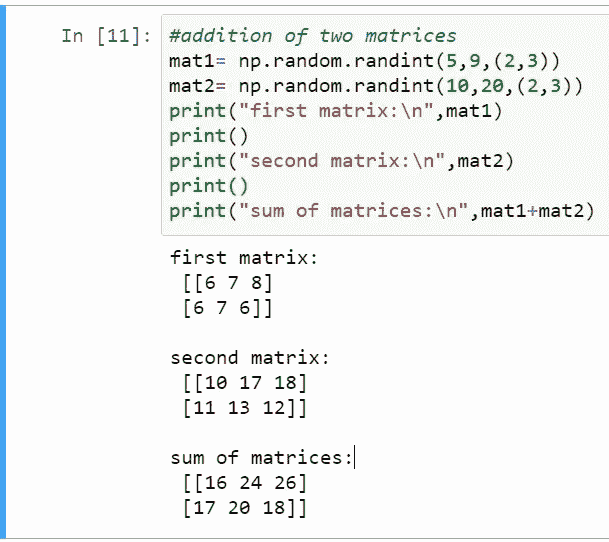 In [11]: #addition of two matrices
mat1= np.random.randint(5,9,(2,3))
mat2= np.random.randint(10,20,(2,3))
print("first matrix:\n",mat1)
print()
print("second matrix:\n",mat2)
print()
print("sum of matrices:\n",mat1+mat2)
first matrix:
[[6 7 8]
[6 7 6]]
second matrix:
[[10 17 18]
[11 13 12]]
sum of matrices:
[[16 24 26]
[17 20 18]]